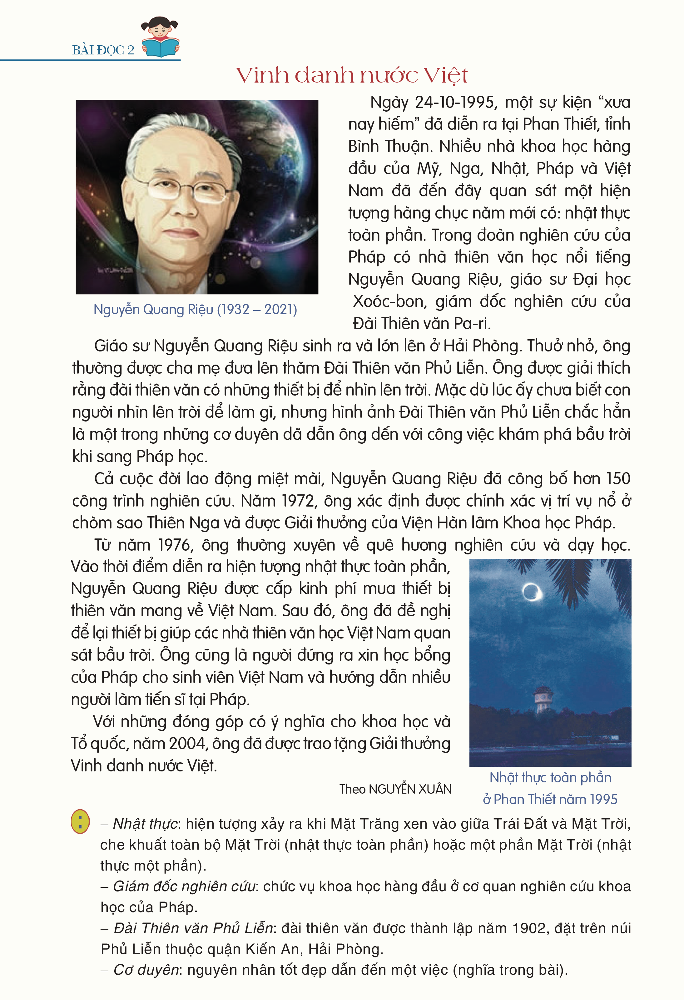 BÀI ĐỌC 2
Vinh danh nước Việt
Ngày 24-10-1995, một sự kiện “xưa
nay hiếm” đã diễn ra tại Phan Thiết, tỉnh
Bình Thuận. Nhiều nhà khoa học hàng
đầu của Mỹ, Nga, Nhật, Pháp và Việt
Nam đã đến đây quan sát một hiện
tượng hàng chục năm mới có: nhật thực
toàn phần. Trong đoàn nghiên cứu của
Pháp có nhà thiên văn học nổi tiếng
Nguyễn Quang Riệu, giáo sư Đại học
Xoóc-bon, giám đốc nghiên cứu của
Đài Thiên văn Pa-ri.
Nguyễn Quang Riệu (1932 – 2021)
Giáo sư Nguyễn Quang Riệu sinh ra và lớn lên ở Hải Phòng. Thuở nhỏ, ông
thường được cha mẹ đưa lên thăm Đài Thiên văn Phủ Liễn. Ông được giải thích
rằng đài thiên văn có những thiết bị để nhìn lên trời. Mặc dù lúc ấy chưa biết con
người nhìn lên trời để làm gì, nhưng hình ảnh Đài Thiên văn Phủ Liễn chắc hẳn
là một trong những cơ duyên đã dẫn ông đến với công việc khám phá bầu trời
khi sang Pháp học.
Cả cuộc đời lao động miệt mài, Nguyễn Quang Riệu đã công bố hơn 150
công trình nghiên cứu. Năm 1972, ông xác định được chính xác vị trí vụ nổ ở
chòm sao Thiên Nga và được Giải thưởng của Viện Hàn lâm Khoa học Pháp.
Từ năm 1976, ông thường xuyên về quê hương nghiên cứu và dạy học.
Vào thời điểm diễn ra hiện tượng nhật thực toàn phần,
Nguyễn Quang Riệu được cấp kinh phí mua thiết bị
thiên văn mang về Việt Nam. Sau đó, ông đã đề nghị
để lại thiết bị giúp các nhà thiên văn học Việt Nam quan
sát bầu trời. Ông cũng là người đứng ra xin học bổng
của Pháp cho sinh viên Việt Nam và hướng dẫn nhiều
người làm tiến sĩ tại Pháp.
Với những đóng góp có ý nghĩa cho khoa học và
Tổ quốc, năm 2004, ông đã được trao tặng Giải thưởng
Vinh danh nước Việt.
Theo NGUYỄN XUÂN
Nhật thực toàn phần
ở Phan Thiết năm 1995
– Nhật thực: hiện tượng xảy ra khi Mặt Trăng xen vào giữa Trái Đất và Mặt Trời,
che khuất toàn bộ Mặt Trời (nhật thực toàn phần) hoặc một phần Mặt Trời (nhật
thực một phần).
– Giám đốc nghiên cứu: chức vụ khoa học hàng đầu ở cơ quan nghiên cứu khoa
học của Pháp.
– Đài Thiên văn Phủ Liễn: đài thiên văn được thành lập năm 1902, đặt trên núi
Phủ Liễn thuộc quận Kiến An, Hải Phòng.
– Cơ duyên: nguyên nhân tốt đẹp dẫn đến một việc (nghĩa trong bài).